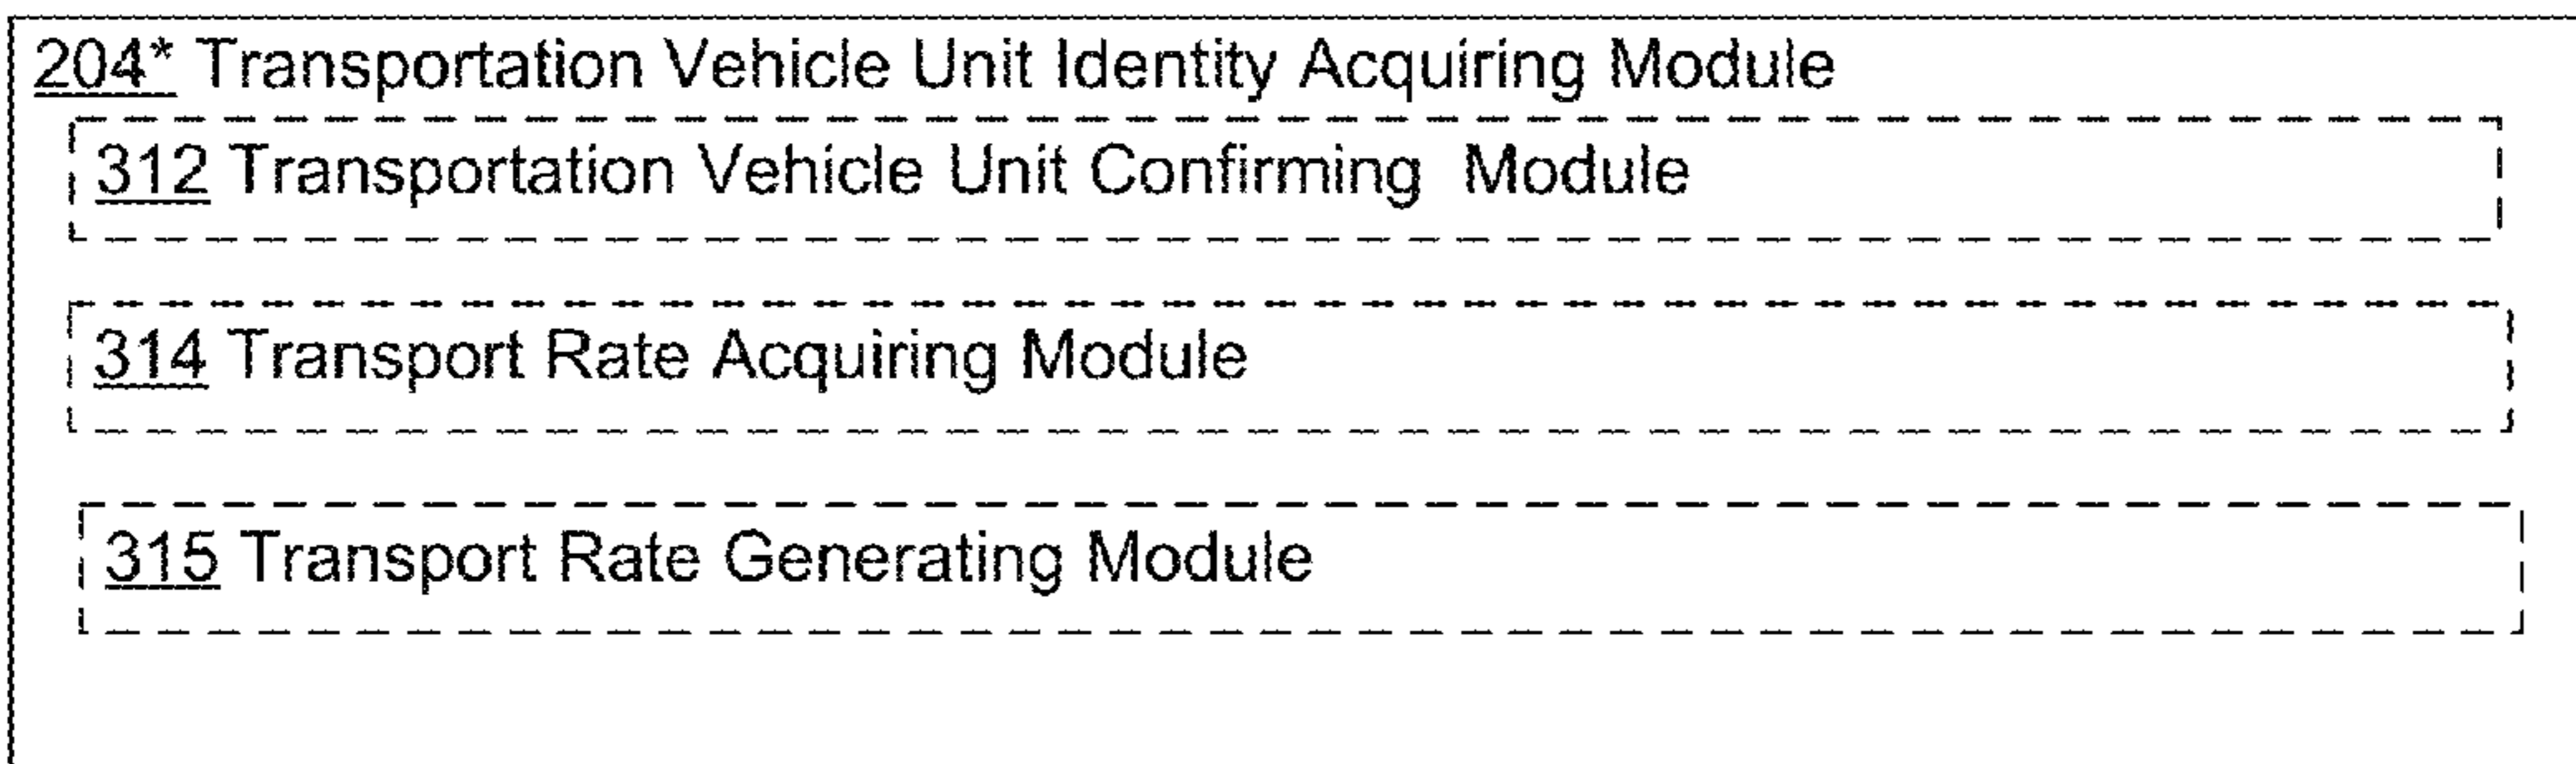 204* Transportation Vehicle Unit Identity Acquiring Module
312 Transportation Vehicle Unit Confirming Module
314 Transport Rate Acquiring Module
315 Transport Rate Generating Module